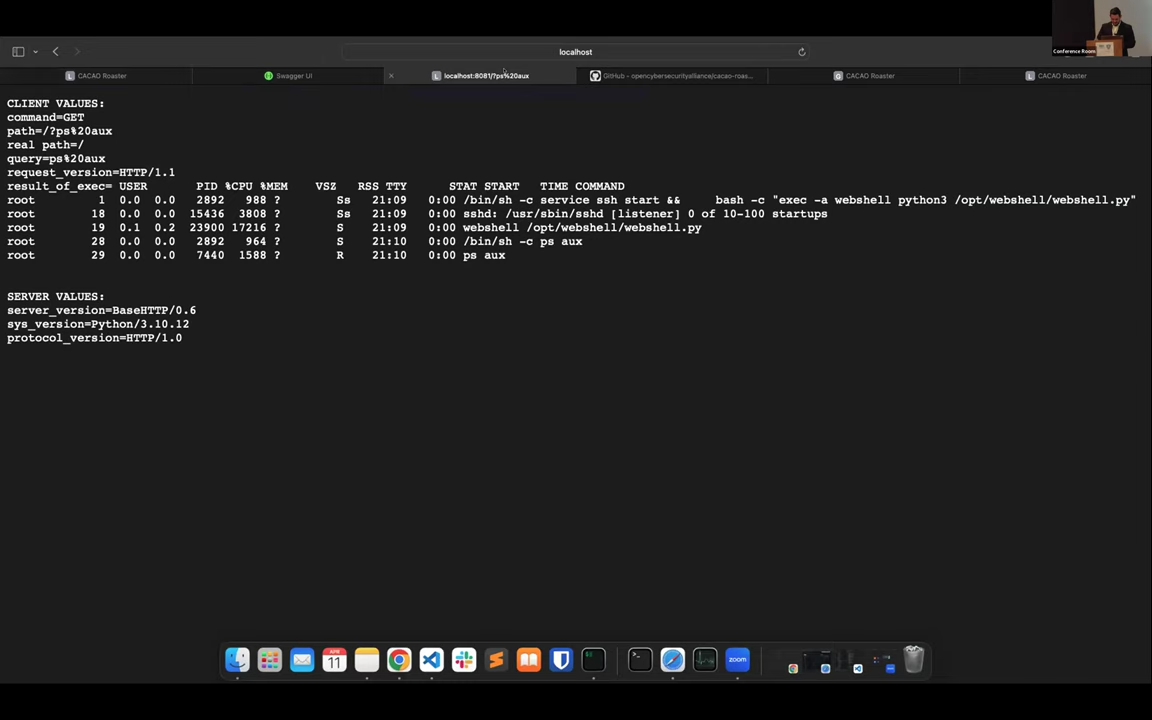 Conference Room
localhost
CACAO Roaster
Swagger UI
localhost:8081/?ps%20aux
GitHub - opencybersecurityalliance/cacao-roas...
CACAO Roaster
CACAO Roaster
CLIENT VALUES:
command=GET
path=/?ps%20aux
real path=/
query=ps%20aux
request_version=HTTP/1.1
result_of_exec= USER PID %CPU %MEM VSZ RSS TTY STAT START TIME COMMAND
root 1 0.0 0.0 2892 988 ? Ss 21:09 0:00 /bin/sh -c service ssh start && bash -c "exec -a webshell python3 /opt/webshell/webshell.py"
root 18 0.0 0.0 15436 3808 ? Ss 21:09 0:00 sshd: /usr/sbin/sshd [listener] 0 of 10-100 startups
root 19 0.1 0.2 23900 17216 ? S 21:09 0:00 webshell /opt/webshell/webshell.py
root 28 0.0 0.0 2892 964 ? S 21:10 0:00 /bin/sh -c ps aux
root 29 0.0 0.0 7440 1588 ? R 21:10 0:00 ps aux
SERVER VALUES:
server_version=BaseHTTP/0.6
sys_version=Python/3.10.12
protocol_version=HTTP/1.0
APR
11
zoom